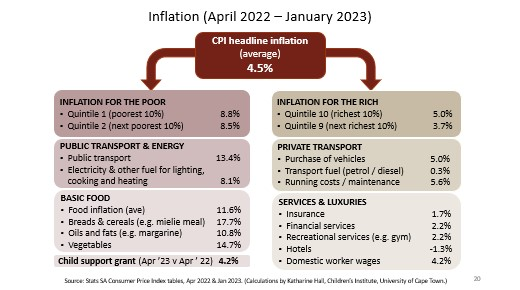 Inflation (April 2022 – January 2023)
CPI headline inflation
(average)
4.5%
INFLATION FOR THE POOR
• Quintile 1 (poorest 10%) 8.8%
• Quintile 2 (next poorest 10%) 8.5%
PUBLIC TRANSPORT & ENERGY
• Public transport 13.4%
• Electricity & other fuel for lighting,
cooking and heating 8.1%
BASIC FOOD
• Food inflation (ave) 11.6%
• Breads & cereals (e.g. mielie meal) 17.7%
• Oils and fats (e.g. margarine) 10.8%
• Vegetables 14.7%
Child support grant (Apr '23 v Apr ' 22) 4.2%
INFLATION FOR THE RICH
• Quintile 10 (richest 10%) 5.0%
• Quintile 9 (next richest 10%) 3.7%
PRIVATE TRANSPORT
• Purchase of vehicles 5.0%
• Transport fuel (petrol / diesel) 0.3%
• Running costs / maintenance 5.6%
SERVICES & LUXURIES
• Insurance 1.7%
• Financial services 2.2%
• Recreational services (e.g. gym) 2.2%
• Hotels -1.3%
• Domestic worker wages 4.2%
Source: Stats SA Consumer Price Index tables, Apr 2022 & Jan 2023. (Calculations by Katharine Hall, Children's Institute, University of Cape Town.)
20